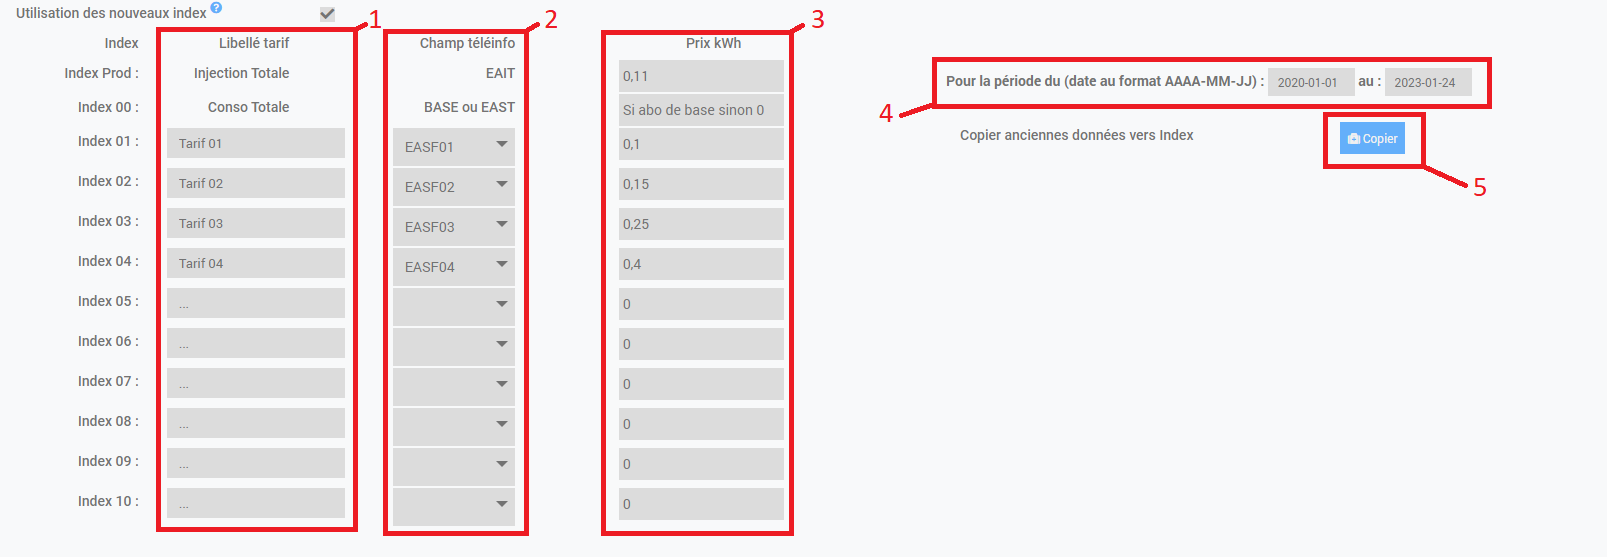 Utilisation des nouveaux index ?
1
2
3
Index Libellé tarif Champ téléinfo Prix kWh
Index Prod : Injection Totale EAIT 0,11
Pour la période du (date au format AAAA-MM-JJ) : 2020-01-01 au : 2023-01-24
4
Index 00 : Conso Totale BASE ou EAST Si abo de base sinon 0
Copier anciennes données vers Index Copier
5
Index 01 : Tarif 01 EASF01 0,1
Index 02 : Tarif 02 EASF02 0,15
Index 03 : Tarif 03 EASF03 0,25
Index 04 : Tarif 04 EASF04 0,4
Index 05 : ... 0
Index 06 : ... 0
Index 07 : ... 0
Index 08 : ... 0
Index 09 : ... 0
Index 10 : ... 0